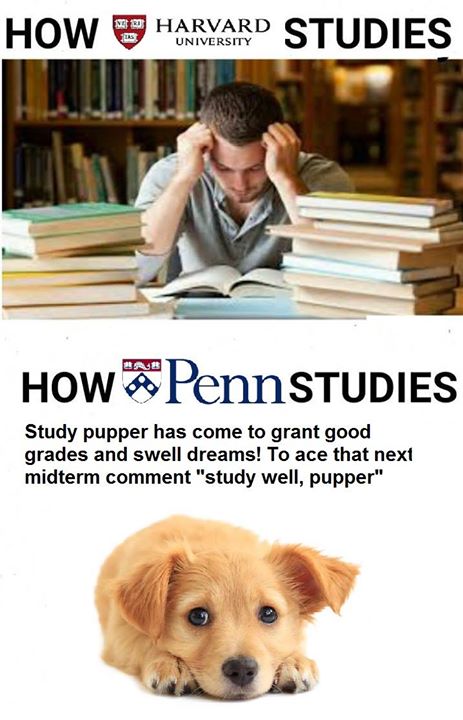 HOW HARVARD UNIVERSITY STUDIES
HOW Penn STUDIES
Study pupper has come to grant good
grades and swell dreams! To ace that next
midterm comment "study well, pupper"